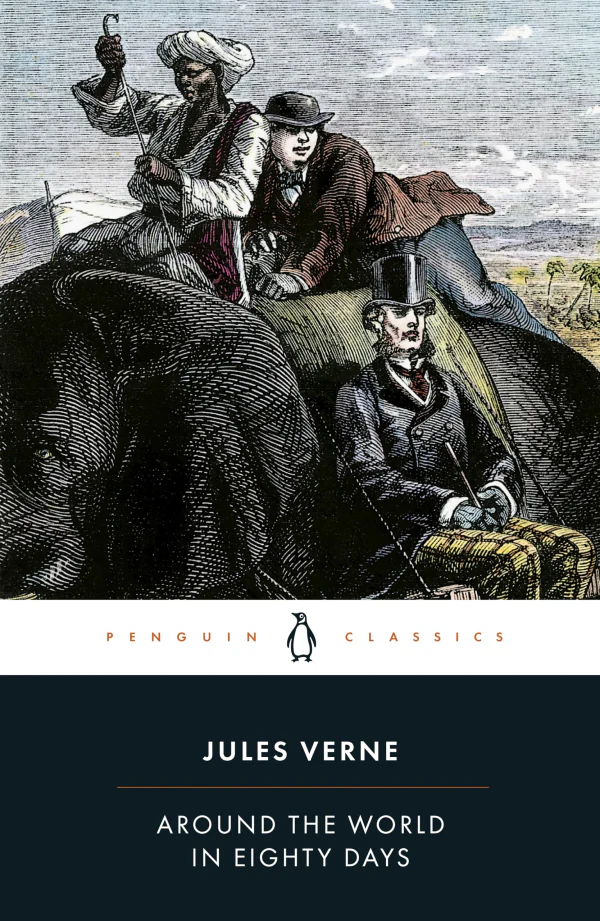 PENGUIN CLASSICS
JULES VERNE
AROUND THE WORLD
IN EIGHTY DAYS